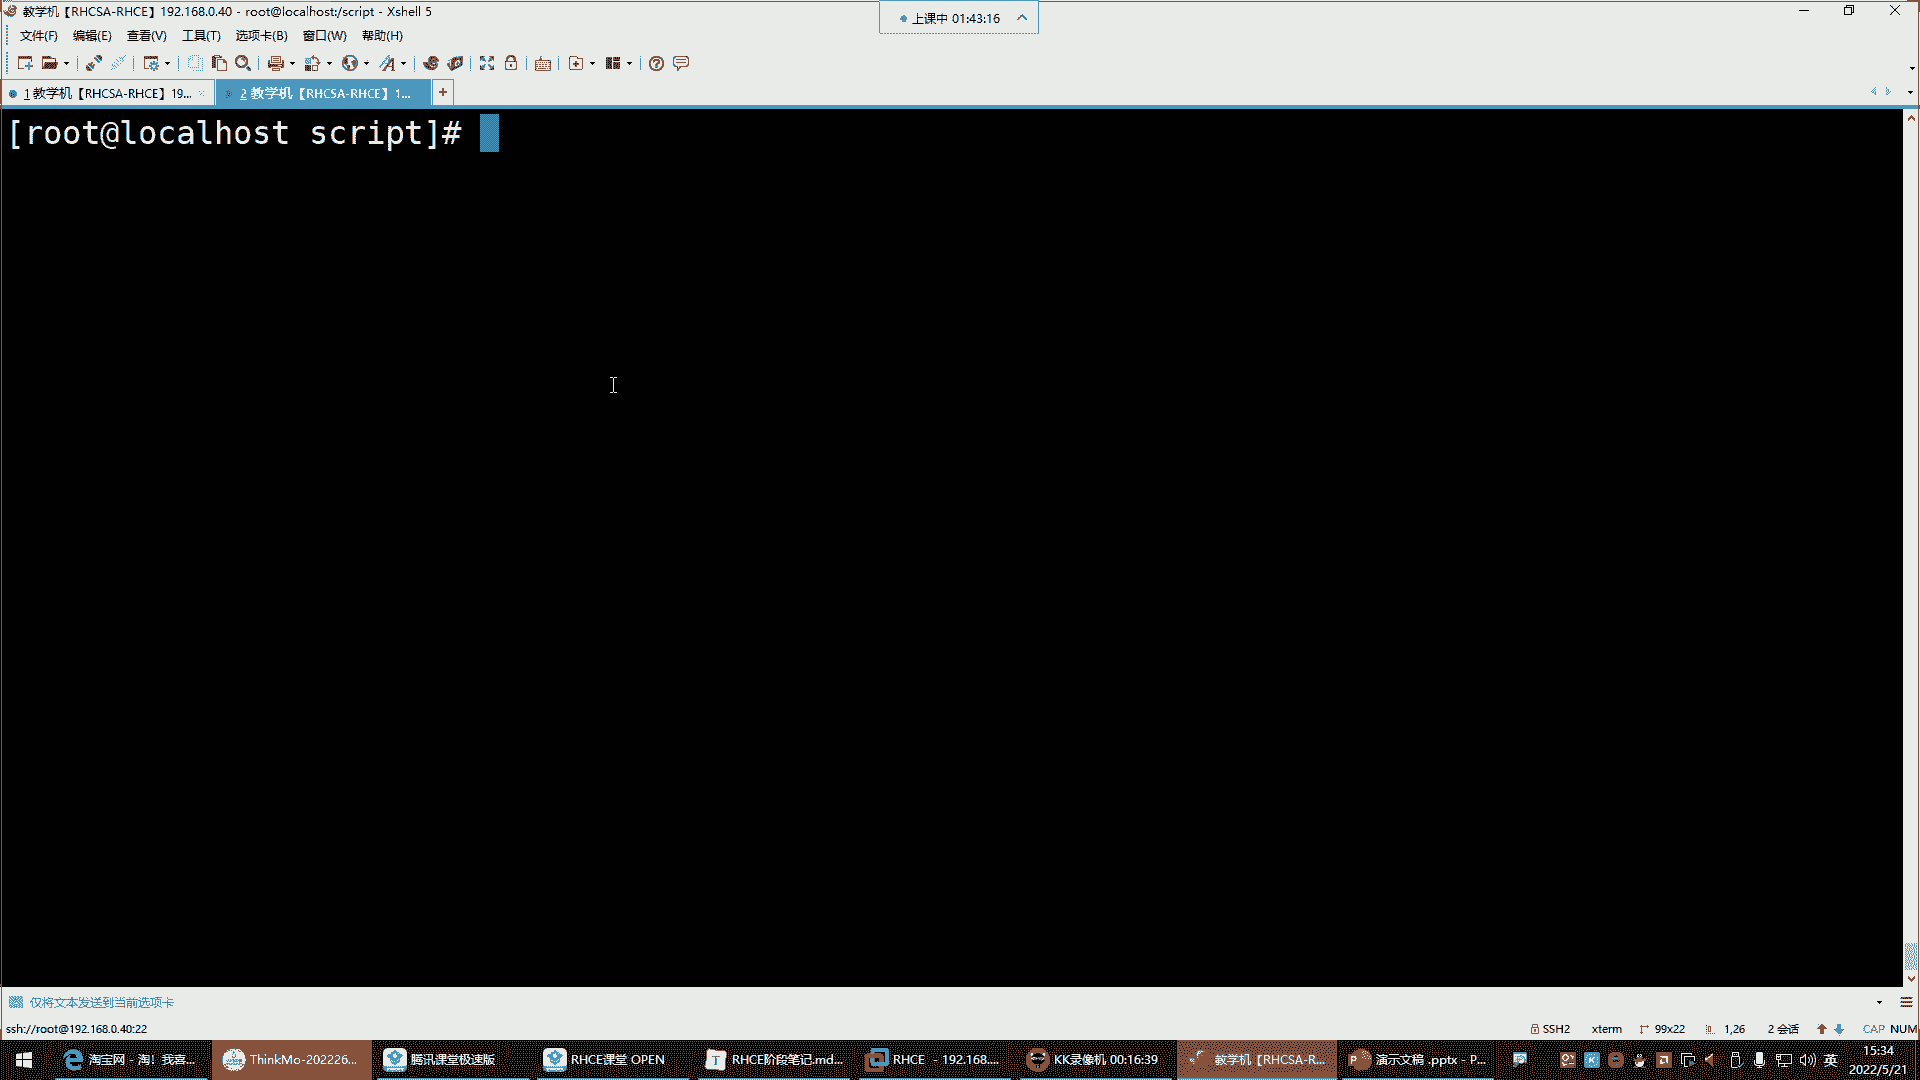 教学机【RHCSA-RHCE】192.168.0.40 - root@localhost:/script - Xshell 5
上课中 01:43:16
文件(F) 编辑(E) 查看(V) 工具(T) 选项卡(B) 窗口(W) 帮助(H)
1 教学机【RHCSA-RHCE】19...
2 教学机【RHCSA-RHCE】1...
[root@localhost script]#
仅将文本发送到当前选项卡
ssh://root@192.168.0.40:22
SSH2 xterm 99x22 1,26 2 会话 CAP NUM
淘宝网 - 淘！我喜... ThinkMo-202226... 腾讯课堂极速版 RHCE课堂 OPEN RHCE阶段笔记.md... RHCE - 192.168.... KK录像机 00:16:39 教学机【RHCSA-R... 演示文稿 .pptx - P... 英 15:34
2022/5/21